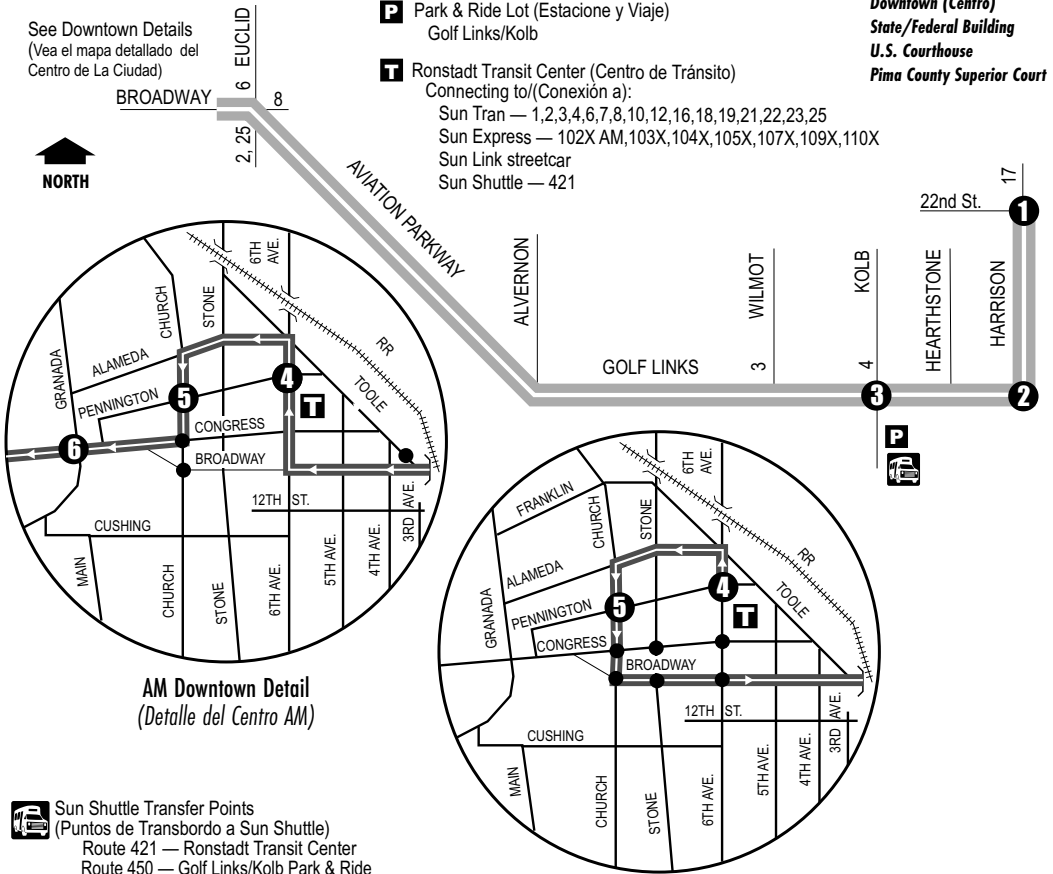 See Downtown Details
(Vea el mapa detallado del
Centro de La Ciudad)
P Park & Ride Lot (Estacione y Viaje)
Golf Links/Kolb
T Ronstadt Transit Center (Centro de Tránsito)
Connecting to/(Conexión a):
Sun Tran — 1,2,3,4,6,7,8,10,12,16,18,19,21,22,23,25
Sun Express — 102X AM,103X,104X,105X,107X,109X,110X
Sun Link streetcar
Sun Shuttle — 421
Downtown (Centro)
State/Federal Building
U.S. Courthouse
Pima County Superior Court
6 EUCLID
BROADWAY
8
2, 25
NORTH
AVIATION PARKWAY
ALVERNON
GOLF LINKS
3 WILMOT
4 KOLB
HEARTHSTONE
HARRISON
17
22nd St.
1
2
3
P
6TH
AVE.
CHURCH
STONE
RR
GRANADA
ALAMEDA
PENNINGTON
5
4
T
TOOLE
CONGRESS
6
BROADWAY
12TH ST.
CUSHING
MAIN
CHURCH
STONE
6TH AVE.
5TH AVE.
4TH AVE.
3RD AVE.
AM Downtown Detail
(Detalle del Centro AM)
6TH
AVE.
FRANKLIN
CHURCH
STONE
RR
GRANADA
ALAMEDA
PENNINGTON
5
4
T
TOOLE
CONGRESS
BROADWAY
12TH ST.
CUSHING
MAIN
CHURCH
STONE
6TH AVE.
5TH AVE.
4TH AVE.
3RD AVE.
Sun Shuttle Transfer Points
(Puntos de Transbordo a Sun Shuttle)
Route 421 — Ronstadt Transit Center
Route 450 — Golf Links/Kolb Park & Ride